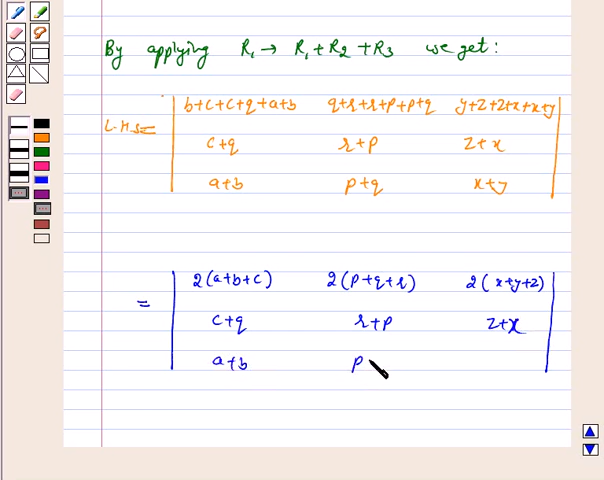 By applying R₁ → R₁ + R₂ + R₃ we get:
b+c+c+q+a+b q+r+r+p+p+q y+z+z+x+x+y
L.H.S = c+q r+p z+x
a+b p+q x+y
2(a+b+c) 2(p+q+r) 2(x+y+z)
= c+q r+p z+x
a+b p